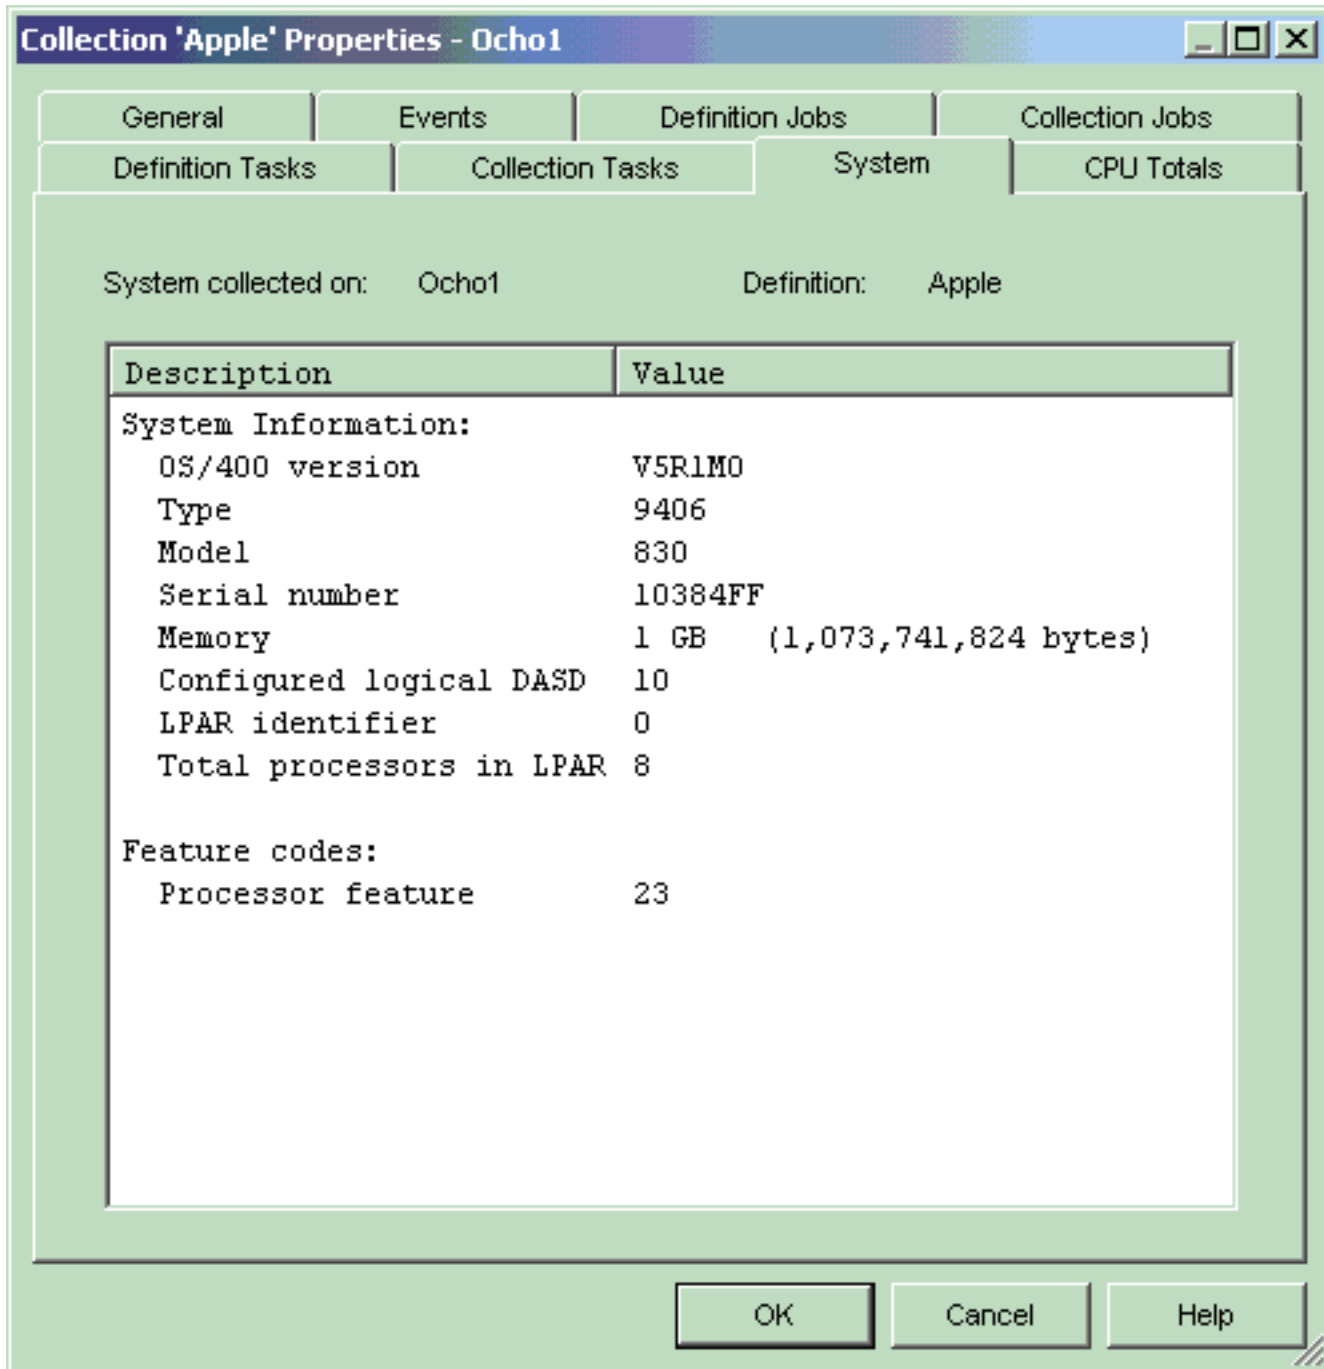 Collection 'Apple' Properties - Ocho1
General Events Definition Jobs Collection Jobs
Definition Tasks Collection Tasks System CPU Totals
System collected on: Ocho1 Definition: Apple
Description Value
System Information:
OS/400 version V5R1M0
Type 9406
Model 830
Serial number 10384FF
Memory 1 GB (1,073,741,824 bytes)
Configured logical DASD 10
LPAR identifier 0
Total processors in LPAR 8
Feature codes:
Processor feature 23
OK Cancel Help